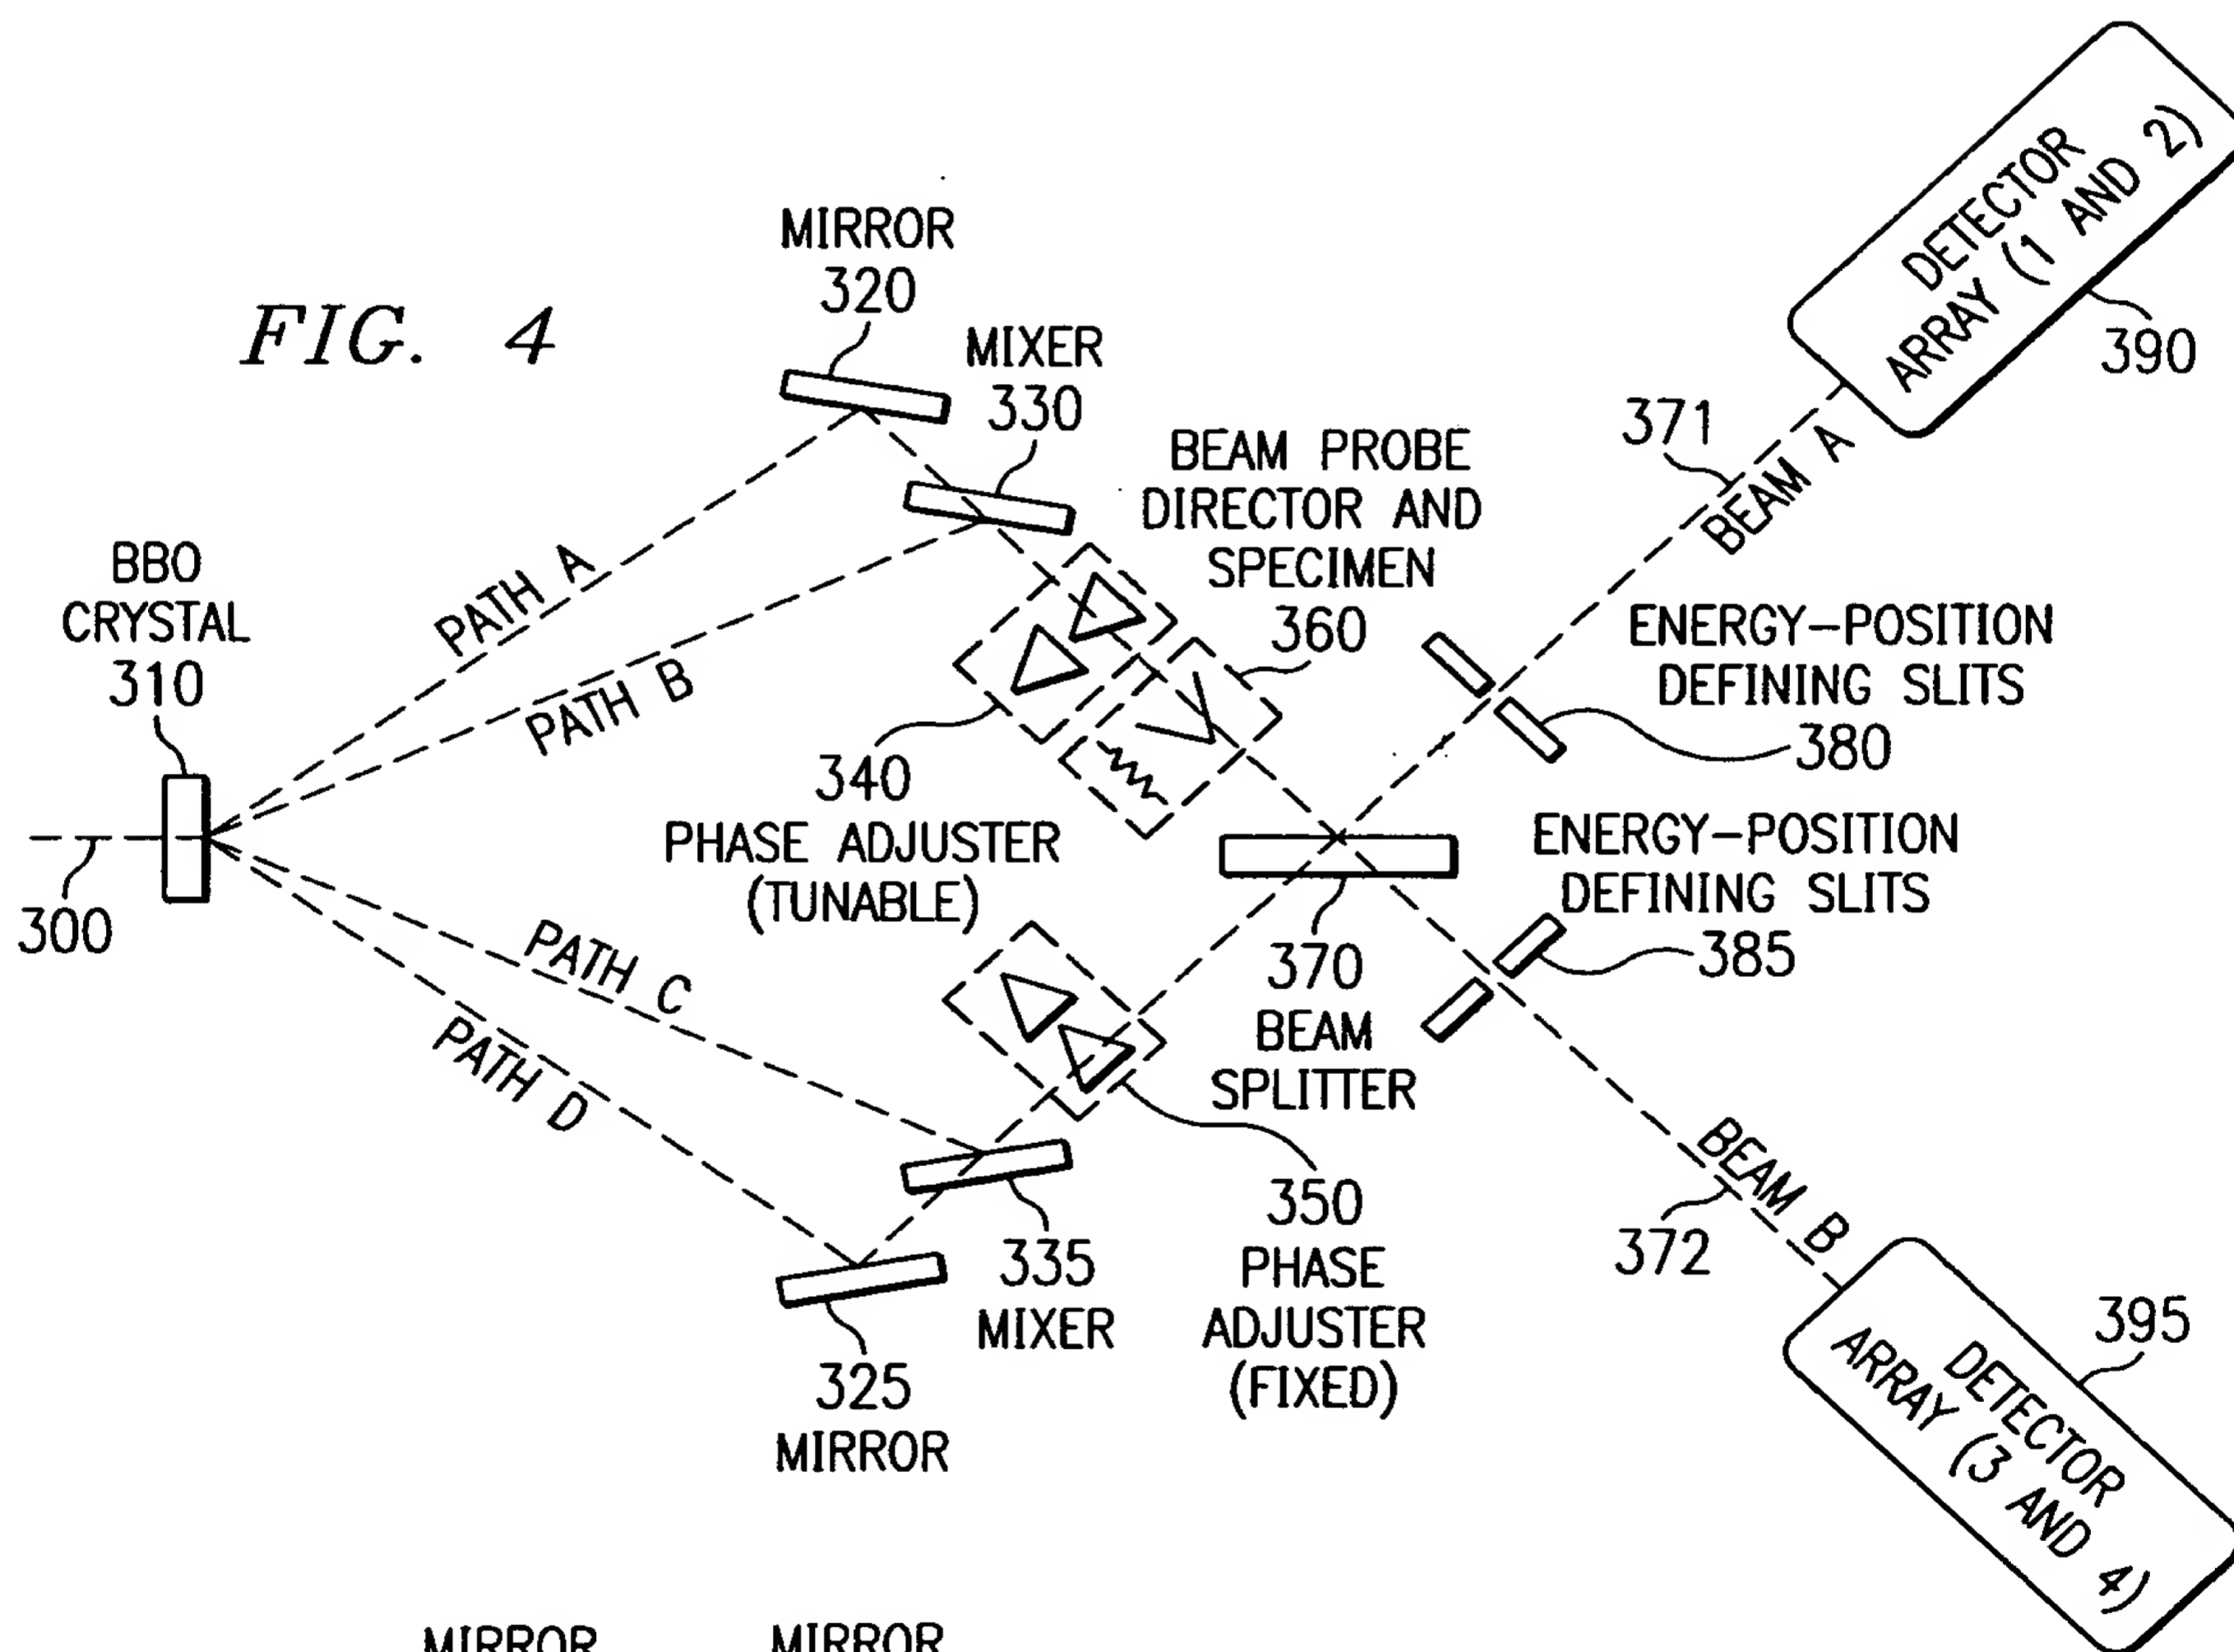 FIG. 4
MIRROR
320
MIXER
330
BEAM PROBE
DIRECTOR AND
SPECIMEN
360
371
BEAM A
DETECTOR
ARRAY (1 AND 2)
390
BBO
CRYSTAL
310
300
PATH A
PATH B
PATH C
PATH D
340
PHASE ADJUSTER
(TUNABLE)
ENERGY-POSITION
DEFINING SLITS
380
ENERGY-POSITION
DEFINING SLITS
385
370
BEAM
SPLITTER
350
PHASE
ADJUSTER
(FIXED)
335
MIXER
325
MIRROR
BEAM B
372
395
DETECTOR
ARRAY (3 AND 4)
MIRROR
MIRROR